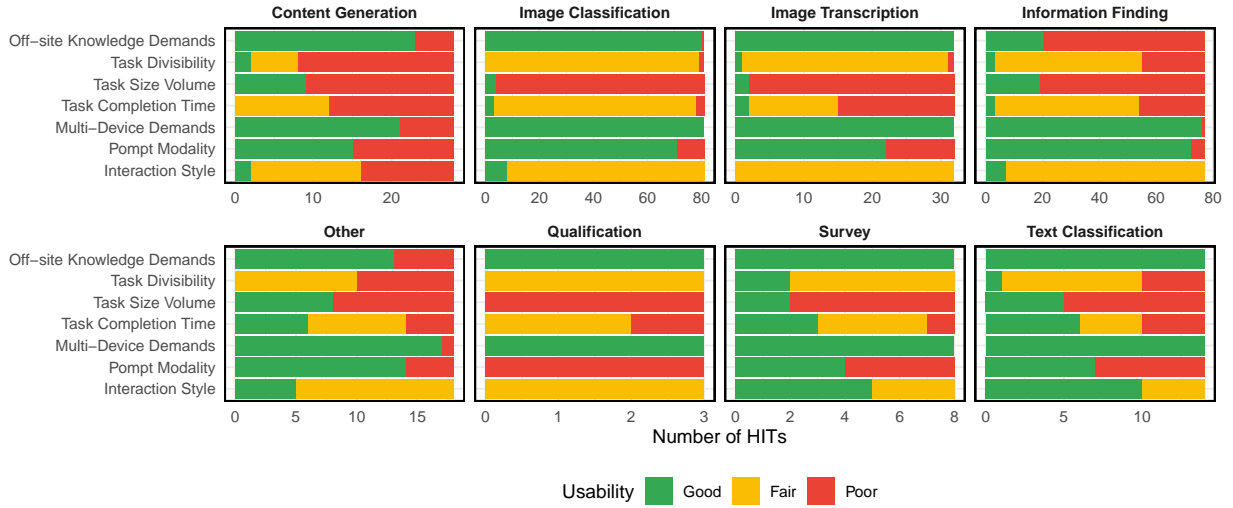 Content Generation Image Classification Image Transcription Information Finding
Off−site Knowledge Demands
Task Divisibility
Task Size Volume
Task Completion Time
Multi−Device Demands
Pompt Modality
Interaction Style
10 20 0 20 40 60 80 0 10 20 30 0 20 40 60 80
Other Qualification Survey Text Classification
Off−site Knowledge Demands
Task Divisibility
Task Size Volume
Task Completion Time
Multi−Device Demands
Pompt Modality
Interaction Style
0 5 10 15 0 1 2 3 0 2 4 6 8 0 5 10
Number of HITs
Usability Good Fair Poor